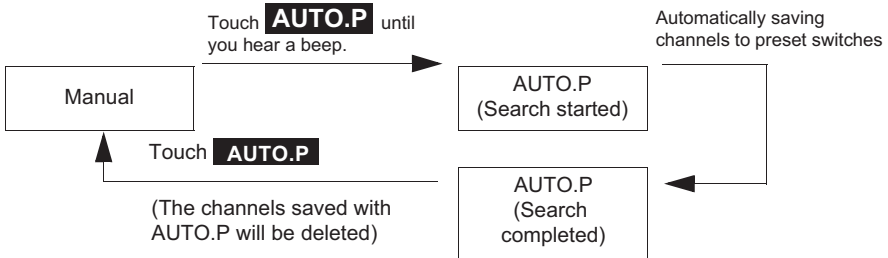 Touch AUTO.P until
you hear a beep.
Automatically saving
channels to preset switches
Manual
AUTO.P
(Search started)
Touch AUTO.P
(The channels saved with
AUTO.P will be deleted)
AUTO.P
(Search
completed)